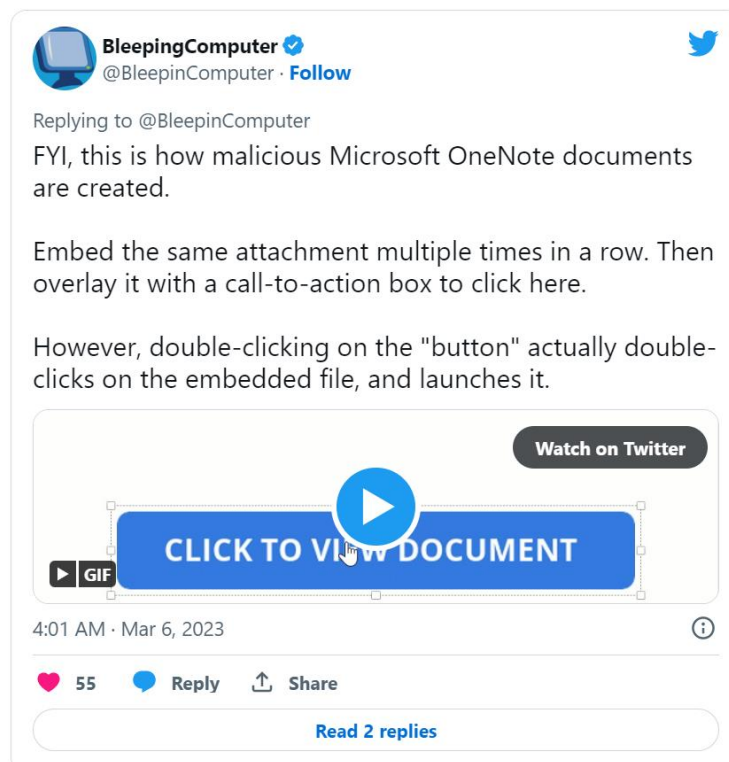 BleepingComputer
@BleepinComputer · Follow
Replying to @BleepinComputer
FYI, this is how malicious Microsoft OneNote documents
are created.
Embed the same attachment multiple times in a row. Then
overlay it with a call-to-action box to click here.
However, double-clicking on the "button" actually double-
clicks on the embedded file, and launches it.
Watch on Twitter
CLICK TO VIEW DOCUMENT
GIF
4:01 AM · Mar 6, 2023
55 Reply Share
Read 2 replies